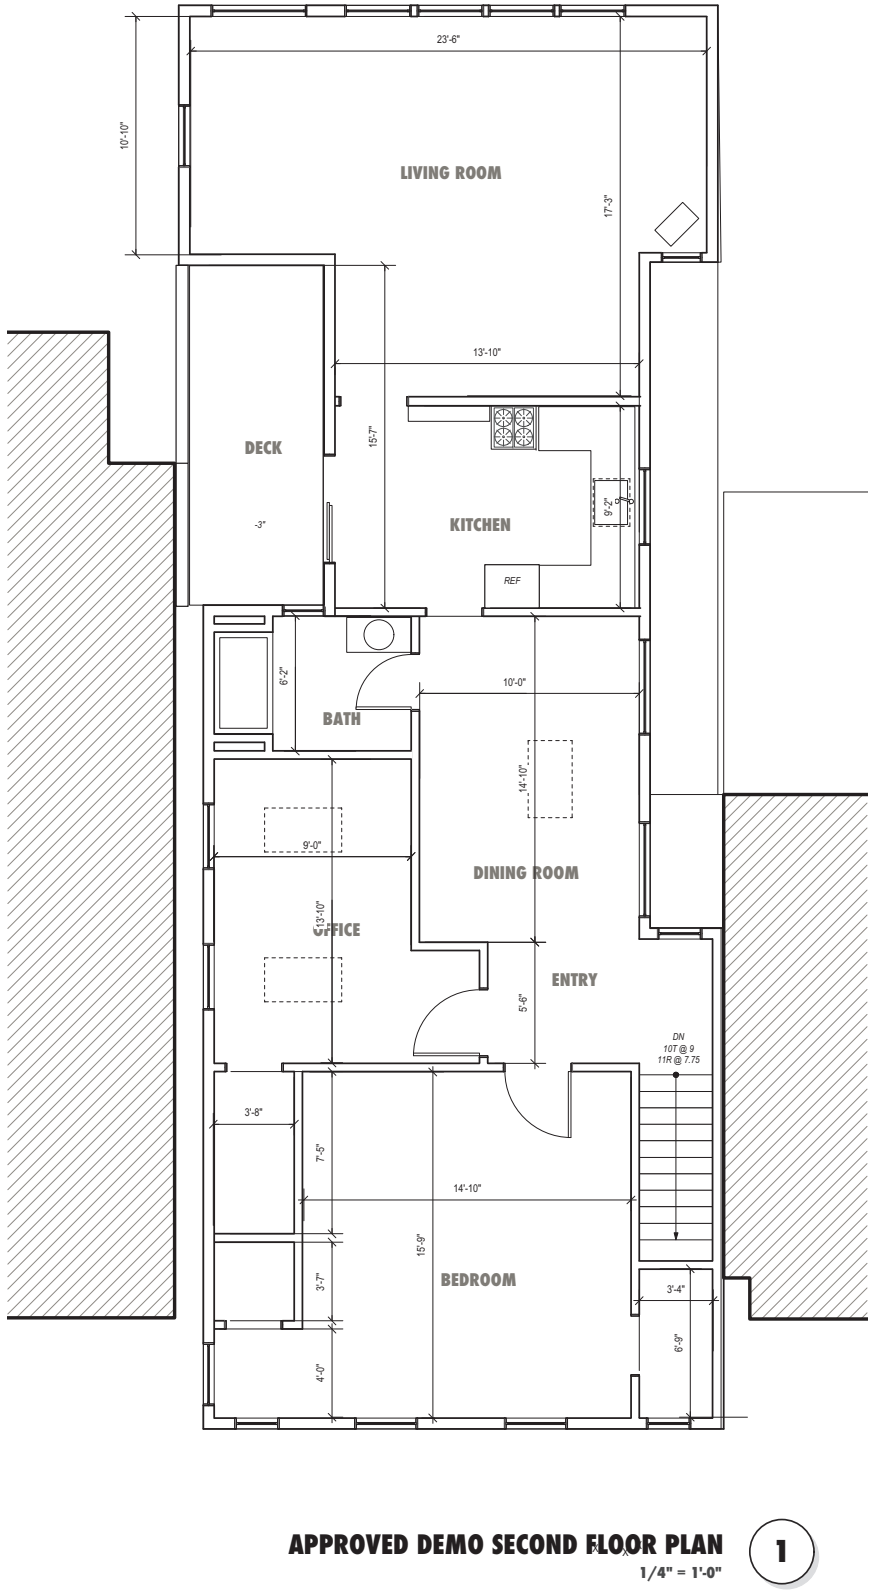 23'-6"
10'-10"
LIVING ROOM
17'-3"
13'-10"
15'-7"
DECK
-3"
9'-2"
KITCHEN
REF
6'-2"
10'-0"
BATH
14'-10"
9'-0"
DINING ROOM
13'-10"
OFFICE
ENTRY
5'-6"
DN
10T @ 9
11R @ 7.75
3'-8"
7'-5"
14'-10"
15'-9"
3'-7"
BEDROOM
3'-4"
6'-9"
4'-0"
APPROVED DEMO SECOND FLOOR PLAN
1
1/4" = 1'-0"